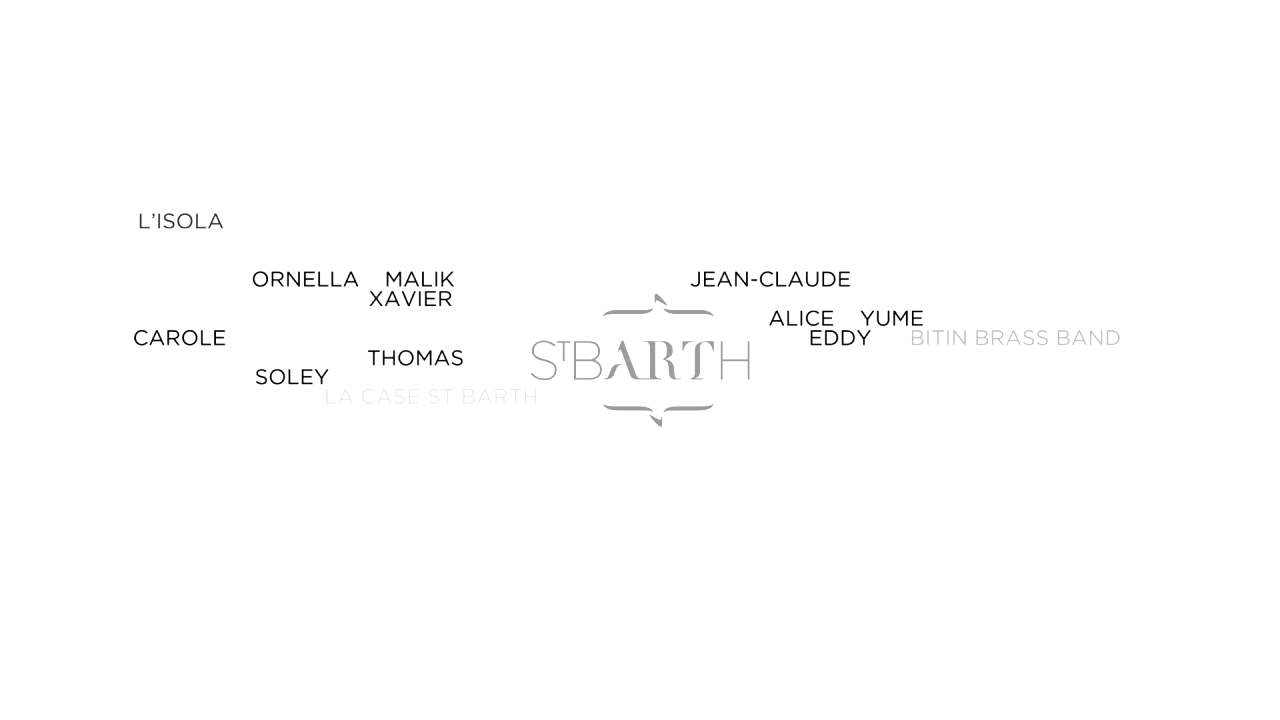 L'ISOLA
ORNELLA MALIK JEAN-CLAUDE
XAVIER
ALICE YUME
CAROLE EDDY BITIN BRASS BAND
THOMAS STBARTH
SOLEY
LA CASE ST BARTH